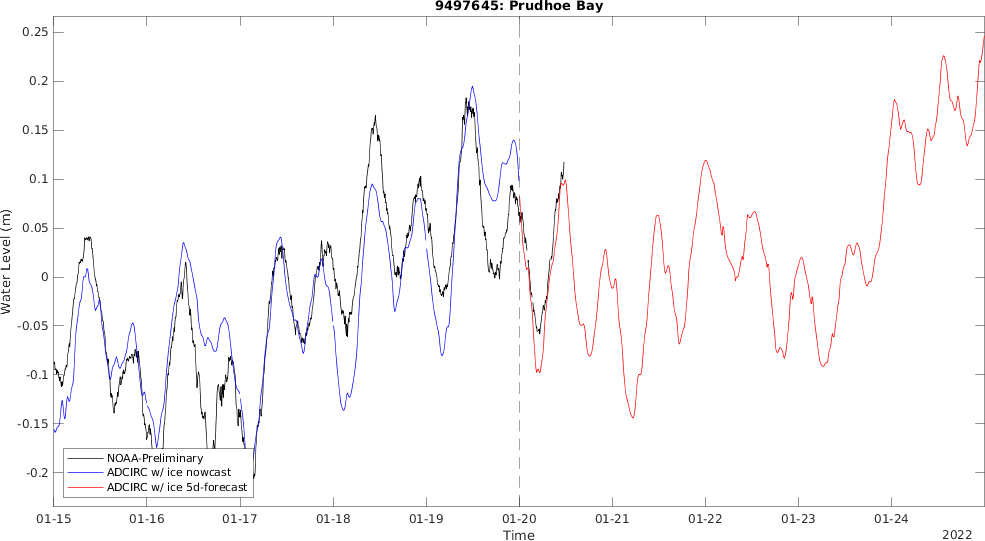 9497645: Prudhoe Bay
0.25
0.2
0.15
0.1
0.05
0
-0.05
-0.1
-0.15
-0.2
Water Level (m)
NOAA-Preliminary
ADCIRC w/ ice nowcast
ADCIRC w/ ice 5d-forecast
01-15 01-16 01-17 01-18 01-19 01-20 01-21 01-22 01-23 01-24
Time
2022